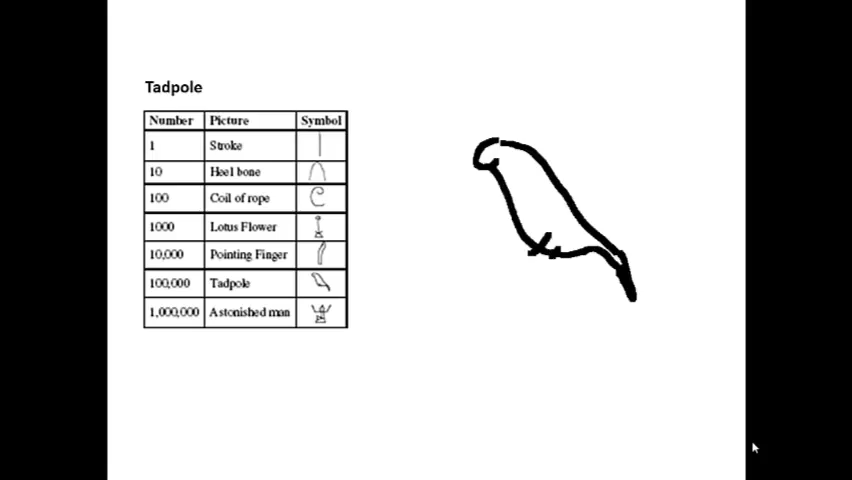 Tadpole
Number Picture Symbol
1 Stroke
10 Heel bone
100 Coil of rope
1000 Lotus Flower
10,000 Pointing Finger
100,000 Tadpole
1,000,000 Astonished man